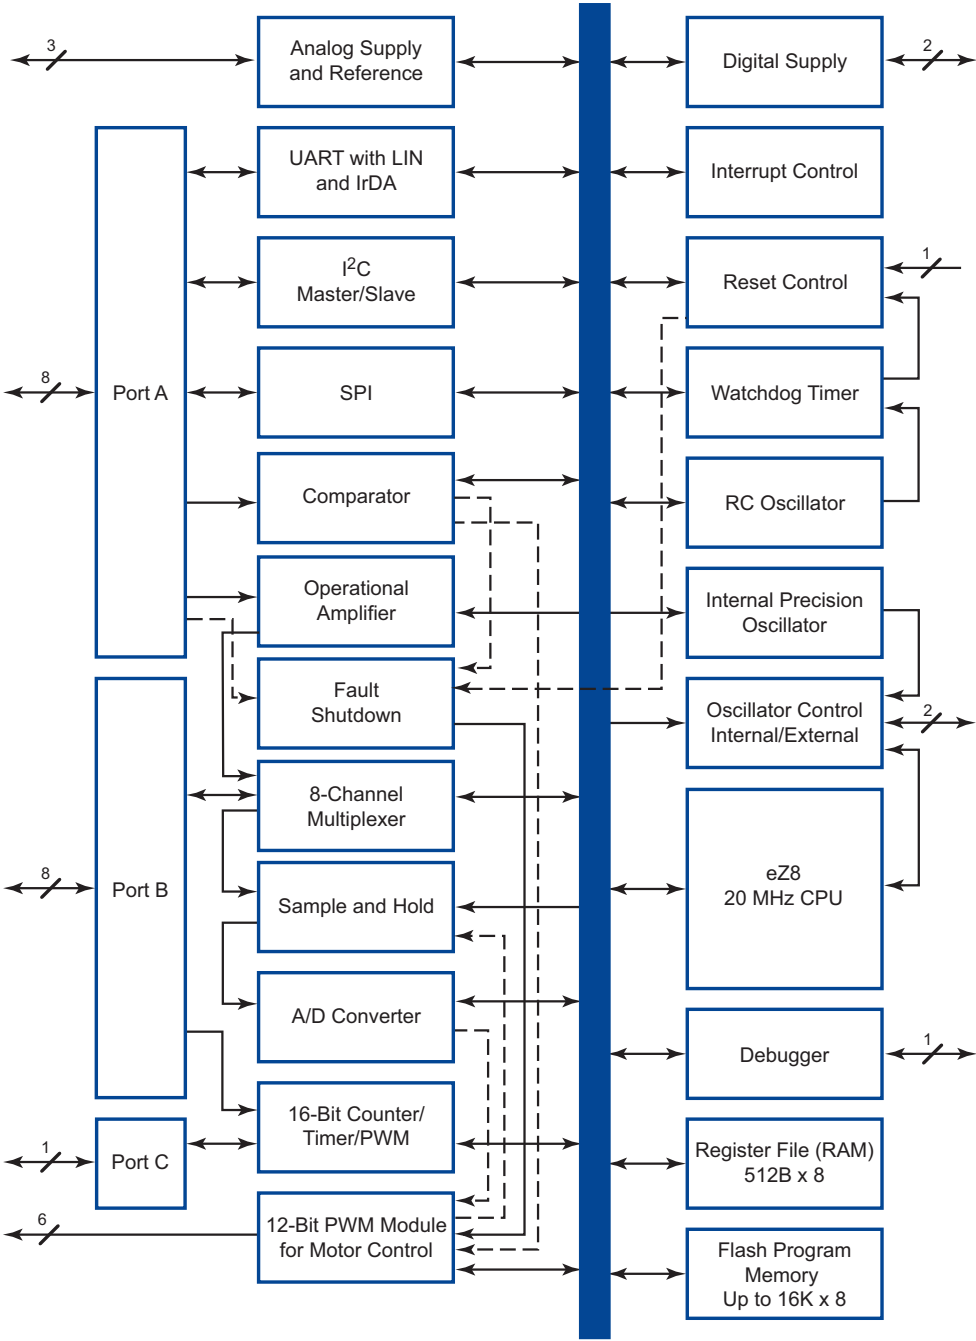 3
Analog Supply
and Reference
Digital Supply
2
UART with LIN
and IrDA
Interrupt Control
I2C
Master/Slave
Reset Control
1
8
Port A
SPI
Watchdog Timer
Comparator
RC Oscillator
Operational
Amplifier
Internal Precision
Oscillator
Fault
Shutdown
Oscillator Control
Internal/External
2
8-Channel
Multiplexer
8
Port B
eZ8
20 MHz CPU
Sample and Hold
A/D Converter
Debugger
1
16-Bit Counter/
Timer/PWM
1
Port C
Register File (RAM)
512B x 8
6
12-Bit PWM Module
for Motor Control
Flash Program
Memory
Up to 16K x 8